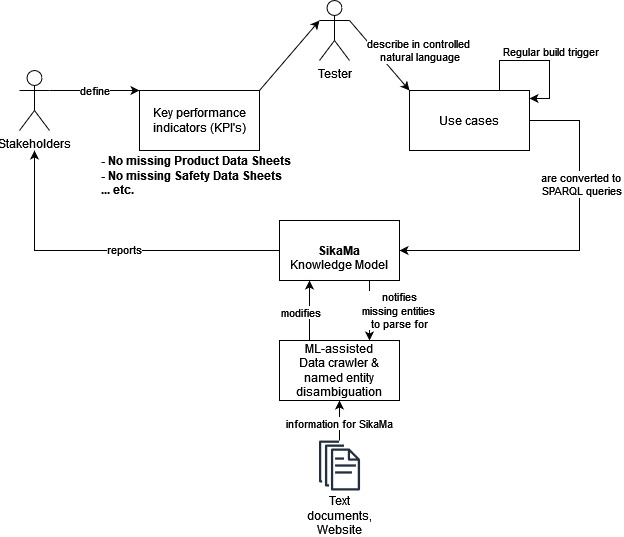 Tester
describe in controlled
natural language
Regular build trigger
Stakeholders
define
Key performance
indicators (KPI's)
Use cases
- No missing Product Data Sheets
- No missing Safety Data Sheets
... etc.
are converted to
SPARQL queries
reports
SikaMa
Knowledge Model
modifies
notifies
missing entities
to parse for
ML-assisted
Data crawler &
named entity
disambiguation
information for SikaMa
Text
documents,
Website